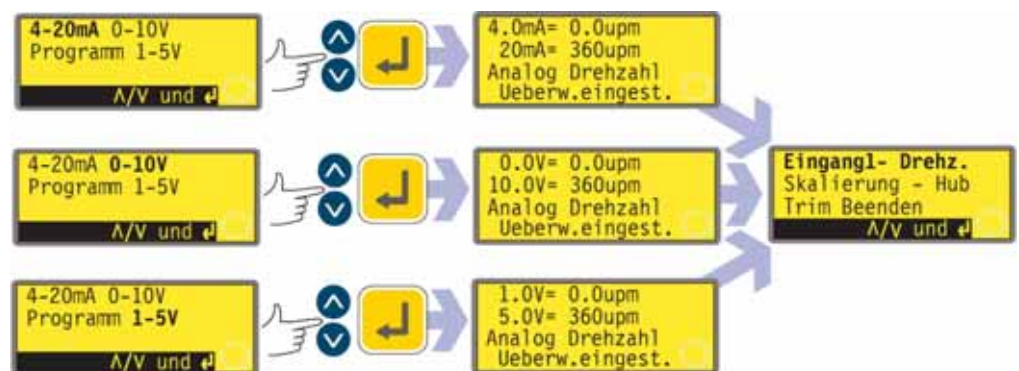 4-20mA 0-10V
Programm 1-5V
Λ/V und ↲
4.0mA= 0.0upm
20mA= 360upm
Analog Drehzahl
Ueberw.eingest.
4-20mA 0-10V
Programm 1-5V
Λ/V und ↲
0.0V= 0.0upm
10.0V= 360upm
Analog Drehzahl
Ueberw.eingest.
Eingang1- Drehz.
Skalierung - Hub
Trim Beenden
Λ/V und ↲
4-20mA 0-10V
Programm 1-5V
Λ/V und ↲
1.0V= 0.0upm
5.0V= 360upm
Analog Drehzahl
Ueberw.eingest.